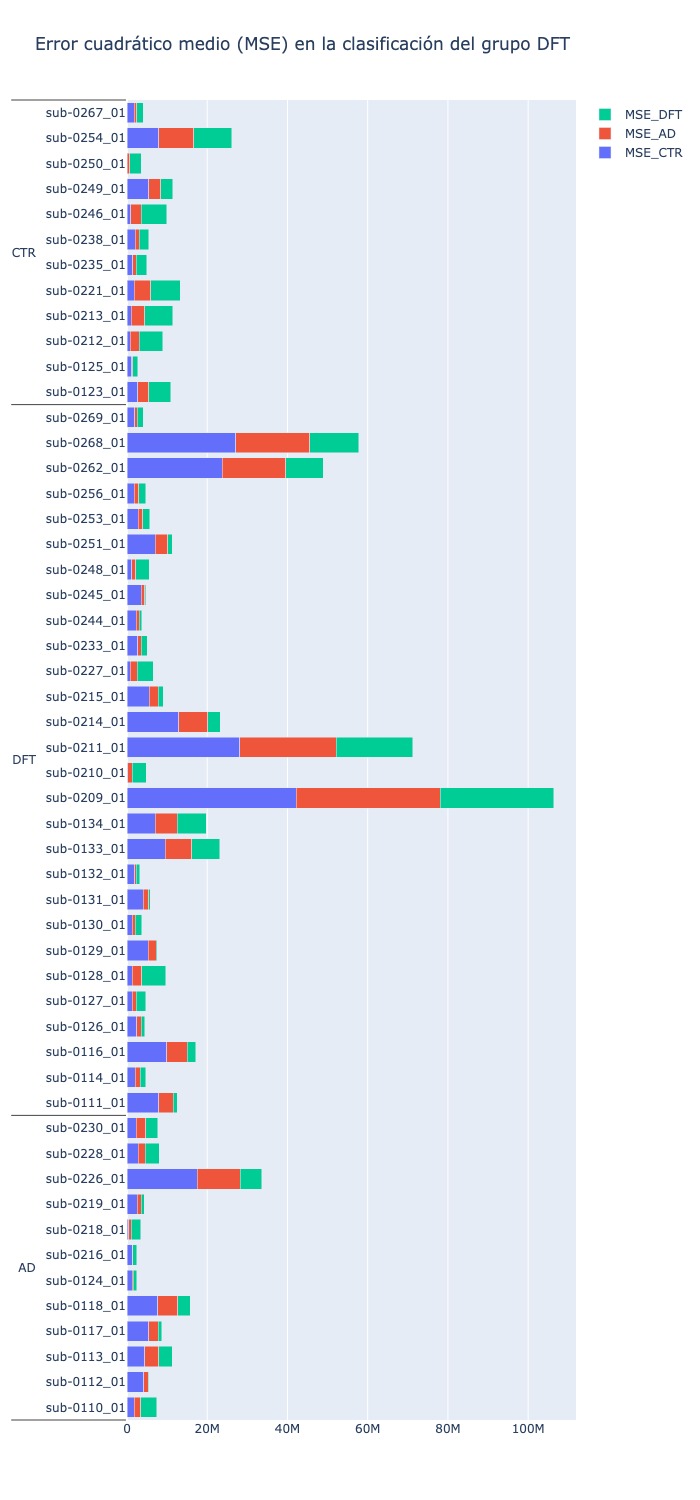 Error cuadrático medio (MSE) en la clasificación del grupo DFT
MSE_DFT
MSE_AD
MSE_CTR
CTR
sub-0267_01
sub-0254_01
sub-0250_01
sub-0249_01
sub-0246_01
sub-0238_01
sub-0235_01
sub-0221_01
sub-0213_01
sub-0212_01
sub-0125_01
sub-0123_01
DFT
sub-0269_01
sub-0268_01
sub-0262_01
sub-0256_01
sub-0253_01
sub-0251_01
sub-0248_01
sub-0245_01
sub-0244_01
sub-0233_01
sub-0227_01
sub-0215_01
sub-0214_01
sub-0211_01
sub-0210_01
sub-0209_01
sub-0134_01
sub-0133_01
sub-0132_01
sub-0131_01
sub-0130_01
sub-0129_01
sub-0128_01
sub-0127_01
sub-0126_01
sub-0116_01
sub-0114_01
sub-0111_01
AD
sub-0230_01
sub-0228_01
sub-0226_01
sub-0219_01
sub-0218_01
sub-0216_01
sub-0124_01
sub-0118_01
sub-0117_01
sub-0113_01
sub-0112_01
sub-0110_01
0 20M 40M 60M 80M 100M